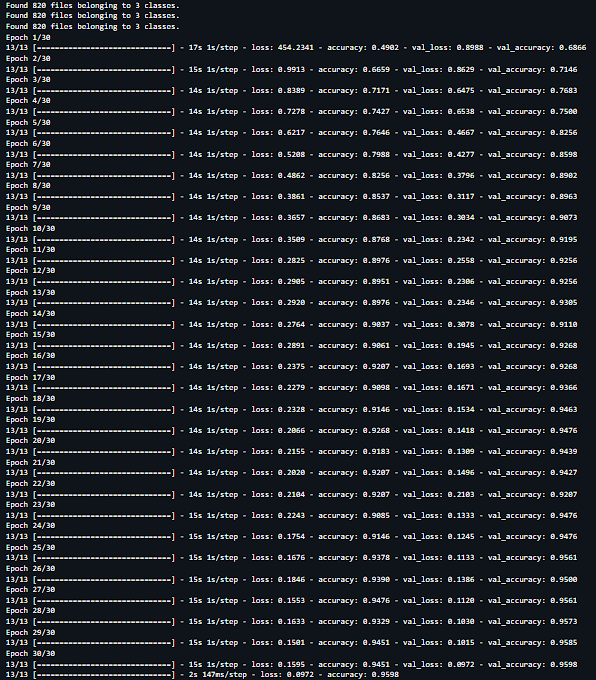 Found 820 files belonging to 3 classes.
Found 820 files belonging to 3 classes.
Found 820 files belonging to 3 classes.
Epoch 1/30
13/13 [==============================] - 17s 1s/step - loss: 454.2341 - accuracy: 0.4902 - val_loss: 0.8988 - val_accuracy: 0.6866
Epoch 2/30
13/13 [==============================] - 15s 1s/step - loss: 0.9913 - accuracy: 0.6659 - val_loss: 0.8629 - val_accuracy: 0.7146
Epoch 3/30
13/13 [==============================] - 14s 1s/step - loss: 0.8389 - accuracy: 0.7171 - val_loss: 0.6475 - val_accuracy: 0.7683
Epoch 4/30
13/13 [==============================] - 14s 1s/step - loss: 0.7278 - accuracy: 0.7427 - val_loss: 0.6538 - val_accuracy: 0.7500
Epoch 5/30
13/13 [==============================] - 14s 1s/step - loss: 0.6217 - accuracy: 0.7646 - val_loss: 0.4667 - val_accuracy: 0.8256
Epoch 6/30
13/13 [==============================] - 14s 1s/step - loss: 0.5208 - accuracy: 0.7988 - val_loss: 0.4277 - val_accuracy: 0.8598
Epoch 7/30
13/13 [==============================] - 14s 1s/step - loss: 0.4862 - accuracy: 0.8256 - val_loss: 0.3796 - val_accuracy: 0.8902
Epoch 8/30
13/13 [==============================] - 14s 1s/step - loss: 0.3861 - accuracy: 0.8537 - val_loss: 0.3117 - val_accuracy: 0.8963
Epoch 9/30
13/13 [==============================] - 14s 1s/step - loss: 0.3657 - accuracy: 0.8683 - val_loss: 0.3034 - val_accuracy: 0.9073
Epoch 10/30
13/13 [==============================] - 14s 1s/step - loss: 0.3509 - accuracy: 0.8768 - val_loss: 0.2342 - val_accuracy: 0.9195
Epoch 11/30
13/13 [==============================] - 14s 1s/step - loss: 0.2825 - accuracy: 0.8976 - val_loss: 0.2558 - val_accuracy: 0.9256
Epoch 12/30
13/13 [==============================] - 14s 1s/step - loss: 0.2905 - accuracy: 0.8951 - val_loss: 0.2306 - val_accuracy: 0.9256
Epoch 13/30
13/13 [==============================] - 14s 1s/step - loss: 0.2920 - accuracy: 0.8976 - val_loss: 0.2346 - val_accuracy: 0.9305
Epoch 14/30
13/13 [==============================] - 14s 1s/step - loss: 0.2764 - accuracy: 0.9037 - val_loss: 0.3078 - val_accuracy: 0.9110
Epoch 15/30
13/13 [==============================] - 14s 1s/step - loss: 0.2891 - accuracy: 0.9061 - val_loss: 0.1945 - val_accuracy: 0.9268
Epoch 16/30
13/13 [==============================] - 14s 1s/step - loss: 0.2375 - accuracy: 0.9207 - val_loss: 0.1693 - val_accuracy: 0.9268
Epoch 17/30
13/13 [==============================] - 14s 1s/step - loss: 0.2279 - accuracy: 0.9098 - val_loss: 0.1671 - val_accuracy: 0.9366
Epoch 18/30
13/13 [==============================] - 14s 1s/step - loss: 0.2328 - accuracy: 0.9146 - val_loss: 0.1534 - val_accuracy: 0.9463
Epoch 19/30
13/13 [==============================] - 14s 1s/step - loss: 0.2066 - accuracy: 0.9268 - val_loss: 0.1418 - val_accuracy: 0.9476
Epoch 20/30
13/13 [==============================] - 14s 1s/step - loss: 0.2155 - accuracy: 0.9183 - val_loss: 0.1309 - val_accuracy: 0.9439
Epoch 21/30
13/13 [==============================] - 14s 1s/step - loss: 0.2020 - accuracy: 0.9207 - val_loss: 0.1496 - val_accuracy: 0.9427
Epoch 22/30
13/13 [==============================] - 14s 1s/step - loss: 0.2104 - accuracy: 0.9207 - val_loss: 0.2103 - val_accuracy: 0.9207
Epoch 23/30
13/13 [==============================] - 15s 1s/step - loss: 0.2243 - accuracy: 0.9085 - val_loss: 0.1333 - val_accuracy: 0.9476
Epoch 24/30
13/13 [==============================] - 15s 1s/step - loss: 0.1754 - accuracy: 0.9146 - val_loss: 0.1245 - val_accuracy: 0.9476
Epoch 25/30
13/13 [==============================] - 15s 1s/step - loss: 0.1676 - accuracy: 0.9378 - val_loss: 0.1133 - val_accuracy: 0.9561
Epoch 26/30
13/13 [==============================] - 15s 1s/step - loss: 0.1846 - accuracy: 0.9390 - val_loss: 0.1386 - val_accuracy: 0.9500
Epoch 27/30
13/13 [==============================] - 15s 1s/step - loss: 0.1553 - accuracy: 0.9476 - val_loss: 0.1120 - val_accuracy: 0.9561
Epoch 28/30
13/13 [==============================] - 15s 1s/step - loss: 0.1633 - accuracy: 0.9329 - val_loss: 0.1030 - val_accuracy: 0.9573
Epoch 29/30
13/13 [==============================] - 15s 1s/step - loss: 0.1501 - accuracy: 0.9451 - val_loss: 0.1015 - val_accuracy: 0.9585
Epoch 30/30
13/13 [==============================] - 15s 1s/step - loss: 0.1595 - accuracy: 0.9451 - val_loss: 0.0972 - val_accuracy: 0.9598
13/13 [==============================] - 2s 147ms/step - loss: 0.0972 - accuracy: 0.9598